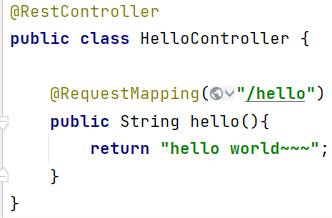 @RestController
public class HelloController {
@RequestMapping("/hello")
public String hello(){
return "hello world~~~";
}
}